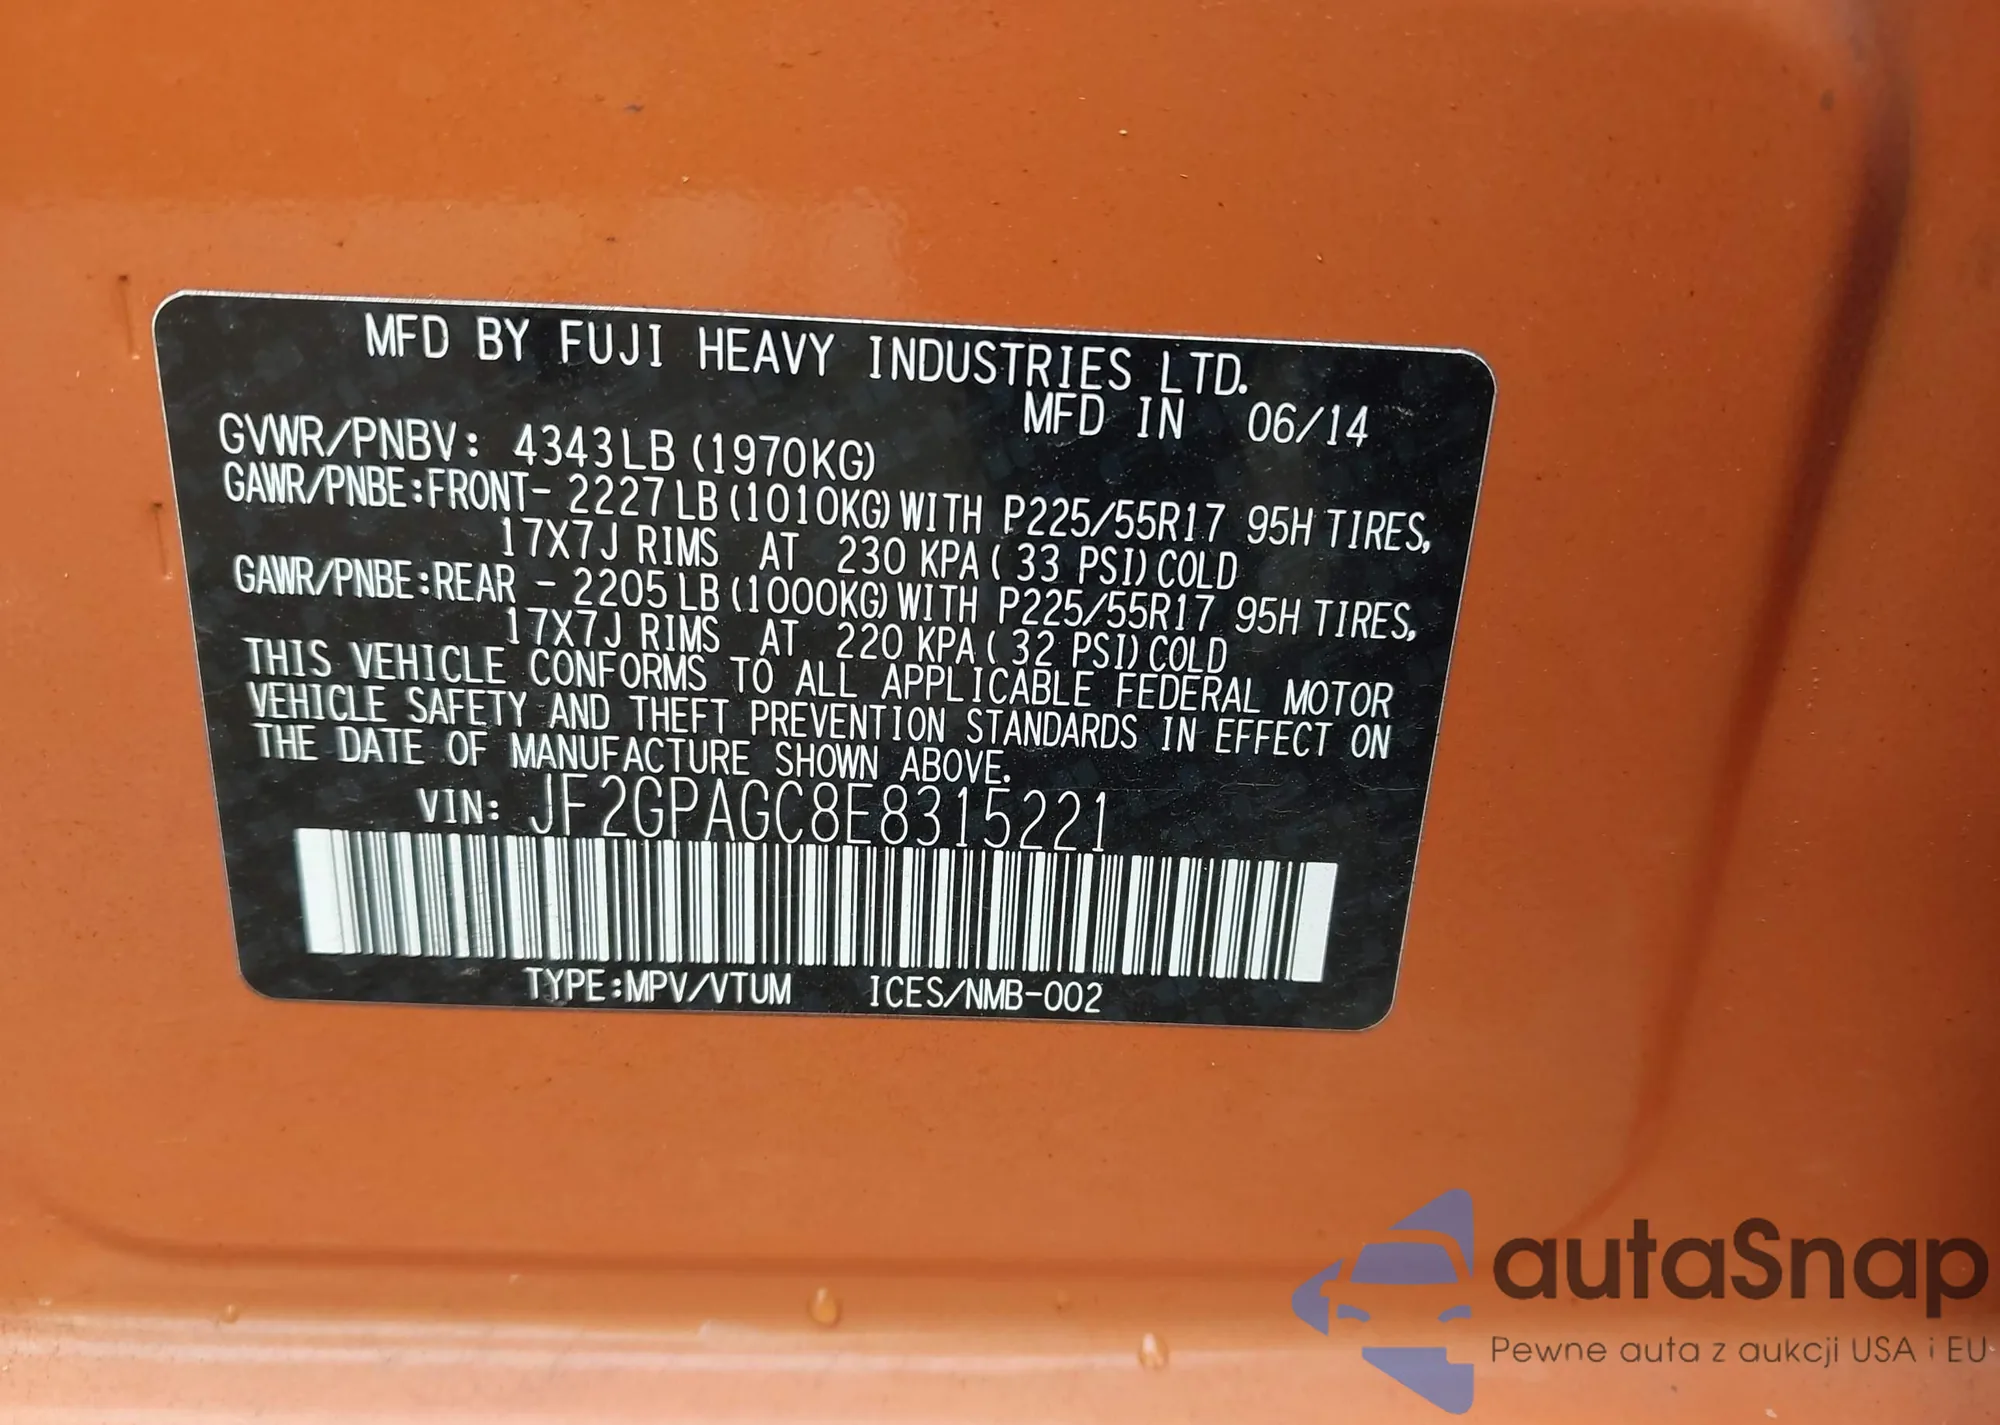 MFD BY FUJI HEAVY INDUSTRIES LTD.
MFD IN 06/14
GVWR/PNBV: 4343LB (1970KG)
GAWR/PNBE:FRONT- 2227LB (1010KG) WITH P225/55R17 95H TIRES,
17X7J RIMS AT 230 KPA ( 33 PSI) COLD
GAWR/PNBE:REAR - 2205LB (1000KG) WITH P225/55R17 95H TIRES,
17X7J RIMS AT 220 KPA ( 32 PSI) COLD
THIS VEHICLE CONFORMS TO ALL APPLICABLE FEDERAL MOTOR
VEHICLE SAFETY AND THEFT PREVENTION STANDARDS IN EFFECT ON
THE DATE OF MANUFACTURE SHOWN ABOVE.
VIN: JF2GPAGC8E8315221
TYPE:MPV/VTUM ICES/NMB-002
autaSnap
Pewne auta z aukcji USA i EU